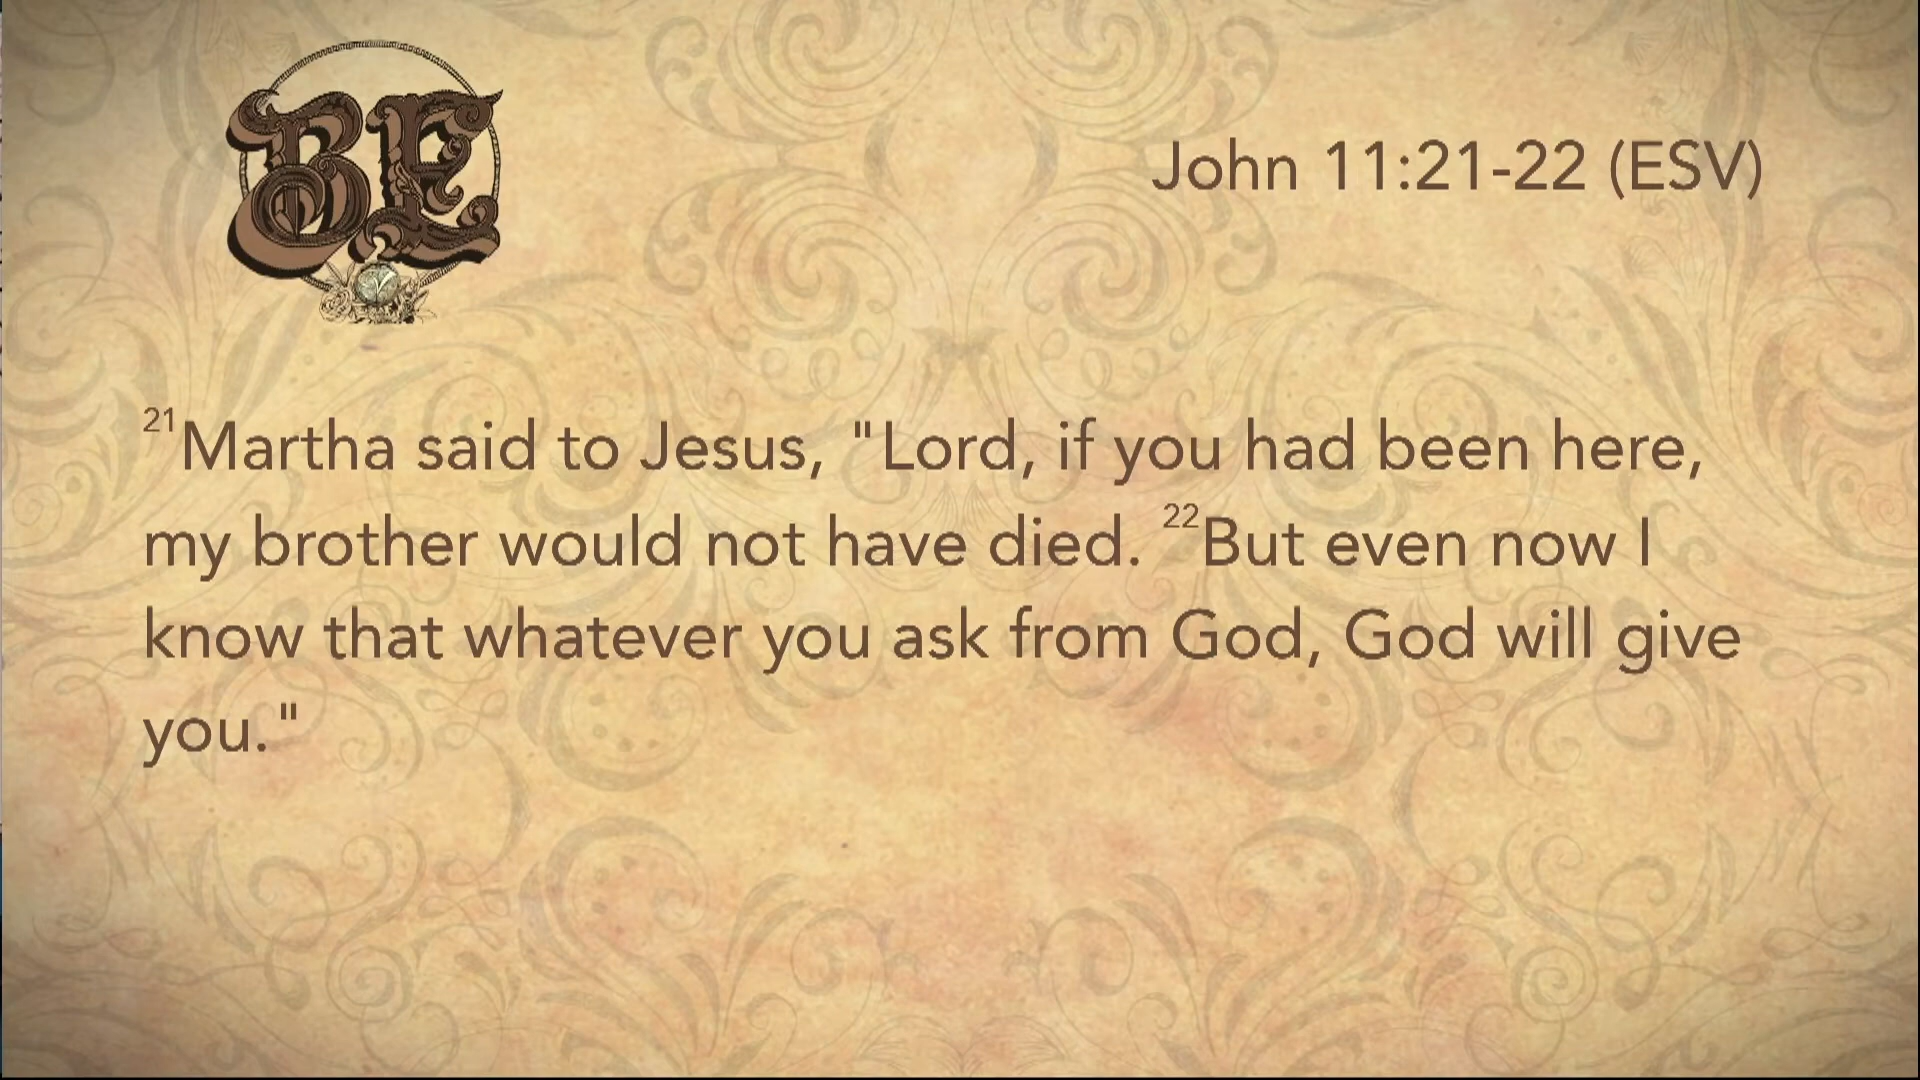 BE
John 11:21-22 (ESV)
21Martha said to Jesus, "Lord, if you had been here,
my brother would not have died. 22But even now I
know that whatever you ask from God, God will give
you."